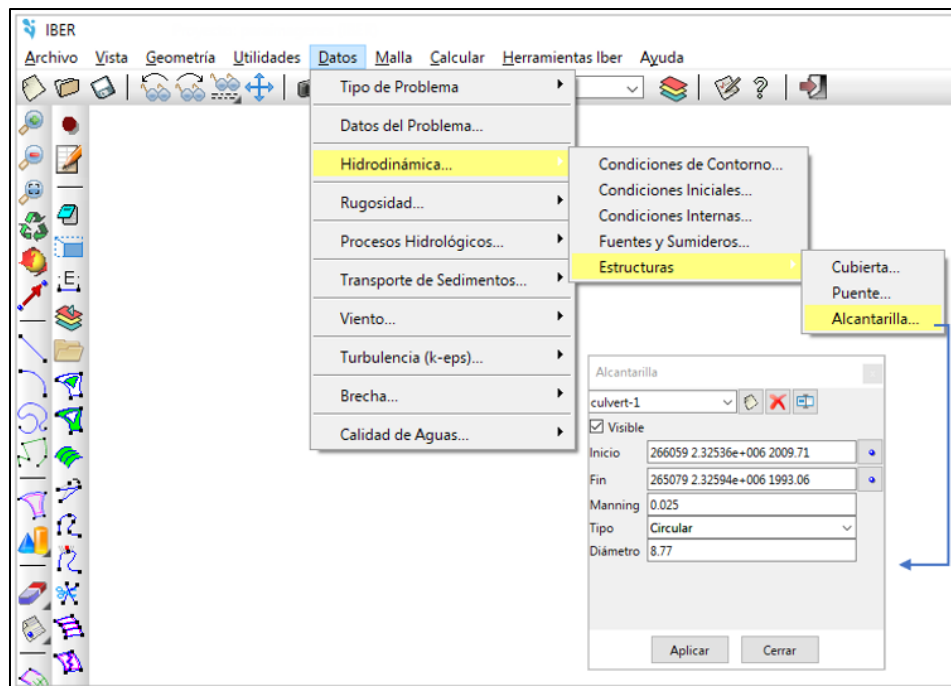 IBER
Archivo Vista Geometría Utilidades Datos Malla Calcular Herramientas Iber Ayuda
Tipo de Problema
Datos del Problema...
Hidrodinámica...
Rugosidad...
Procesos Hidrológicos...
Transporte de Sedimentos...
Viento...
Turbulencia (k-eps)...
Brecha...
Calidad de Aguas...
Condiciones de Contorno...
Condiciones Iniciales...
Condiciones Internas...
Fuentes y Sumideros...
Estructuras
Cubierta...
Puente...
Alcantarilla...
:E:
Alcantarilla
culvert-1
Visible
Inicio 266059 2.32536e+006 2009.71
Fin 265079 2.32594e+006 1993.06
Manning 0.025
Tipo Circular
Diámetro 8.77
Aplicar Cerrar